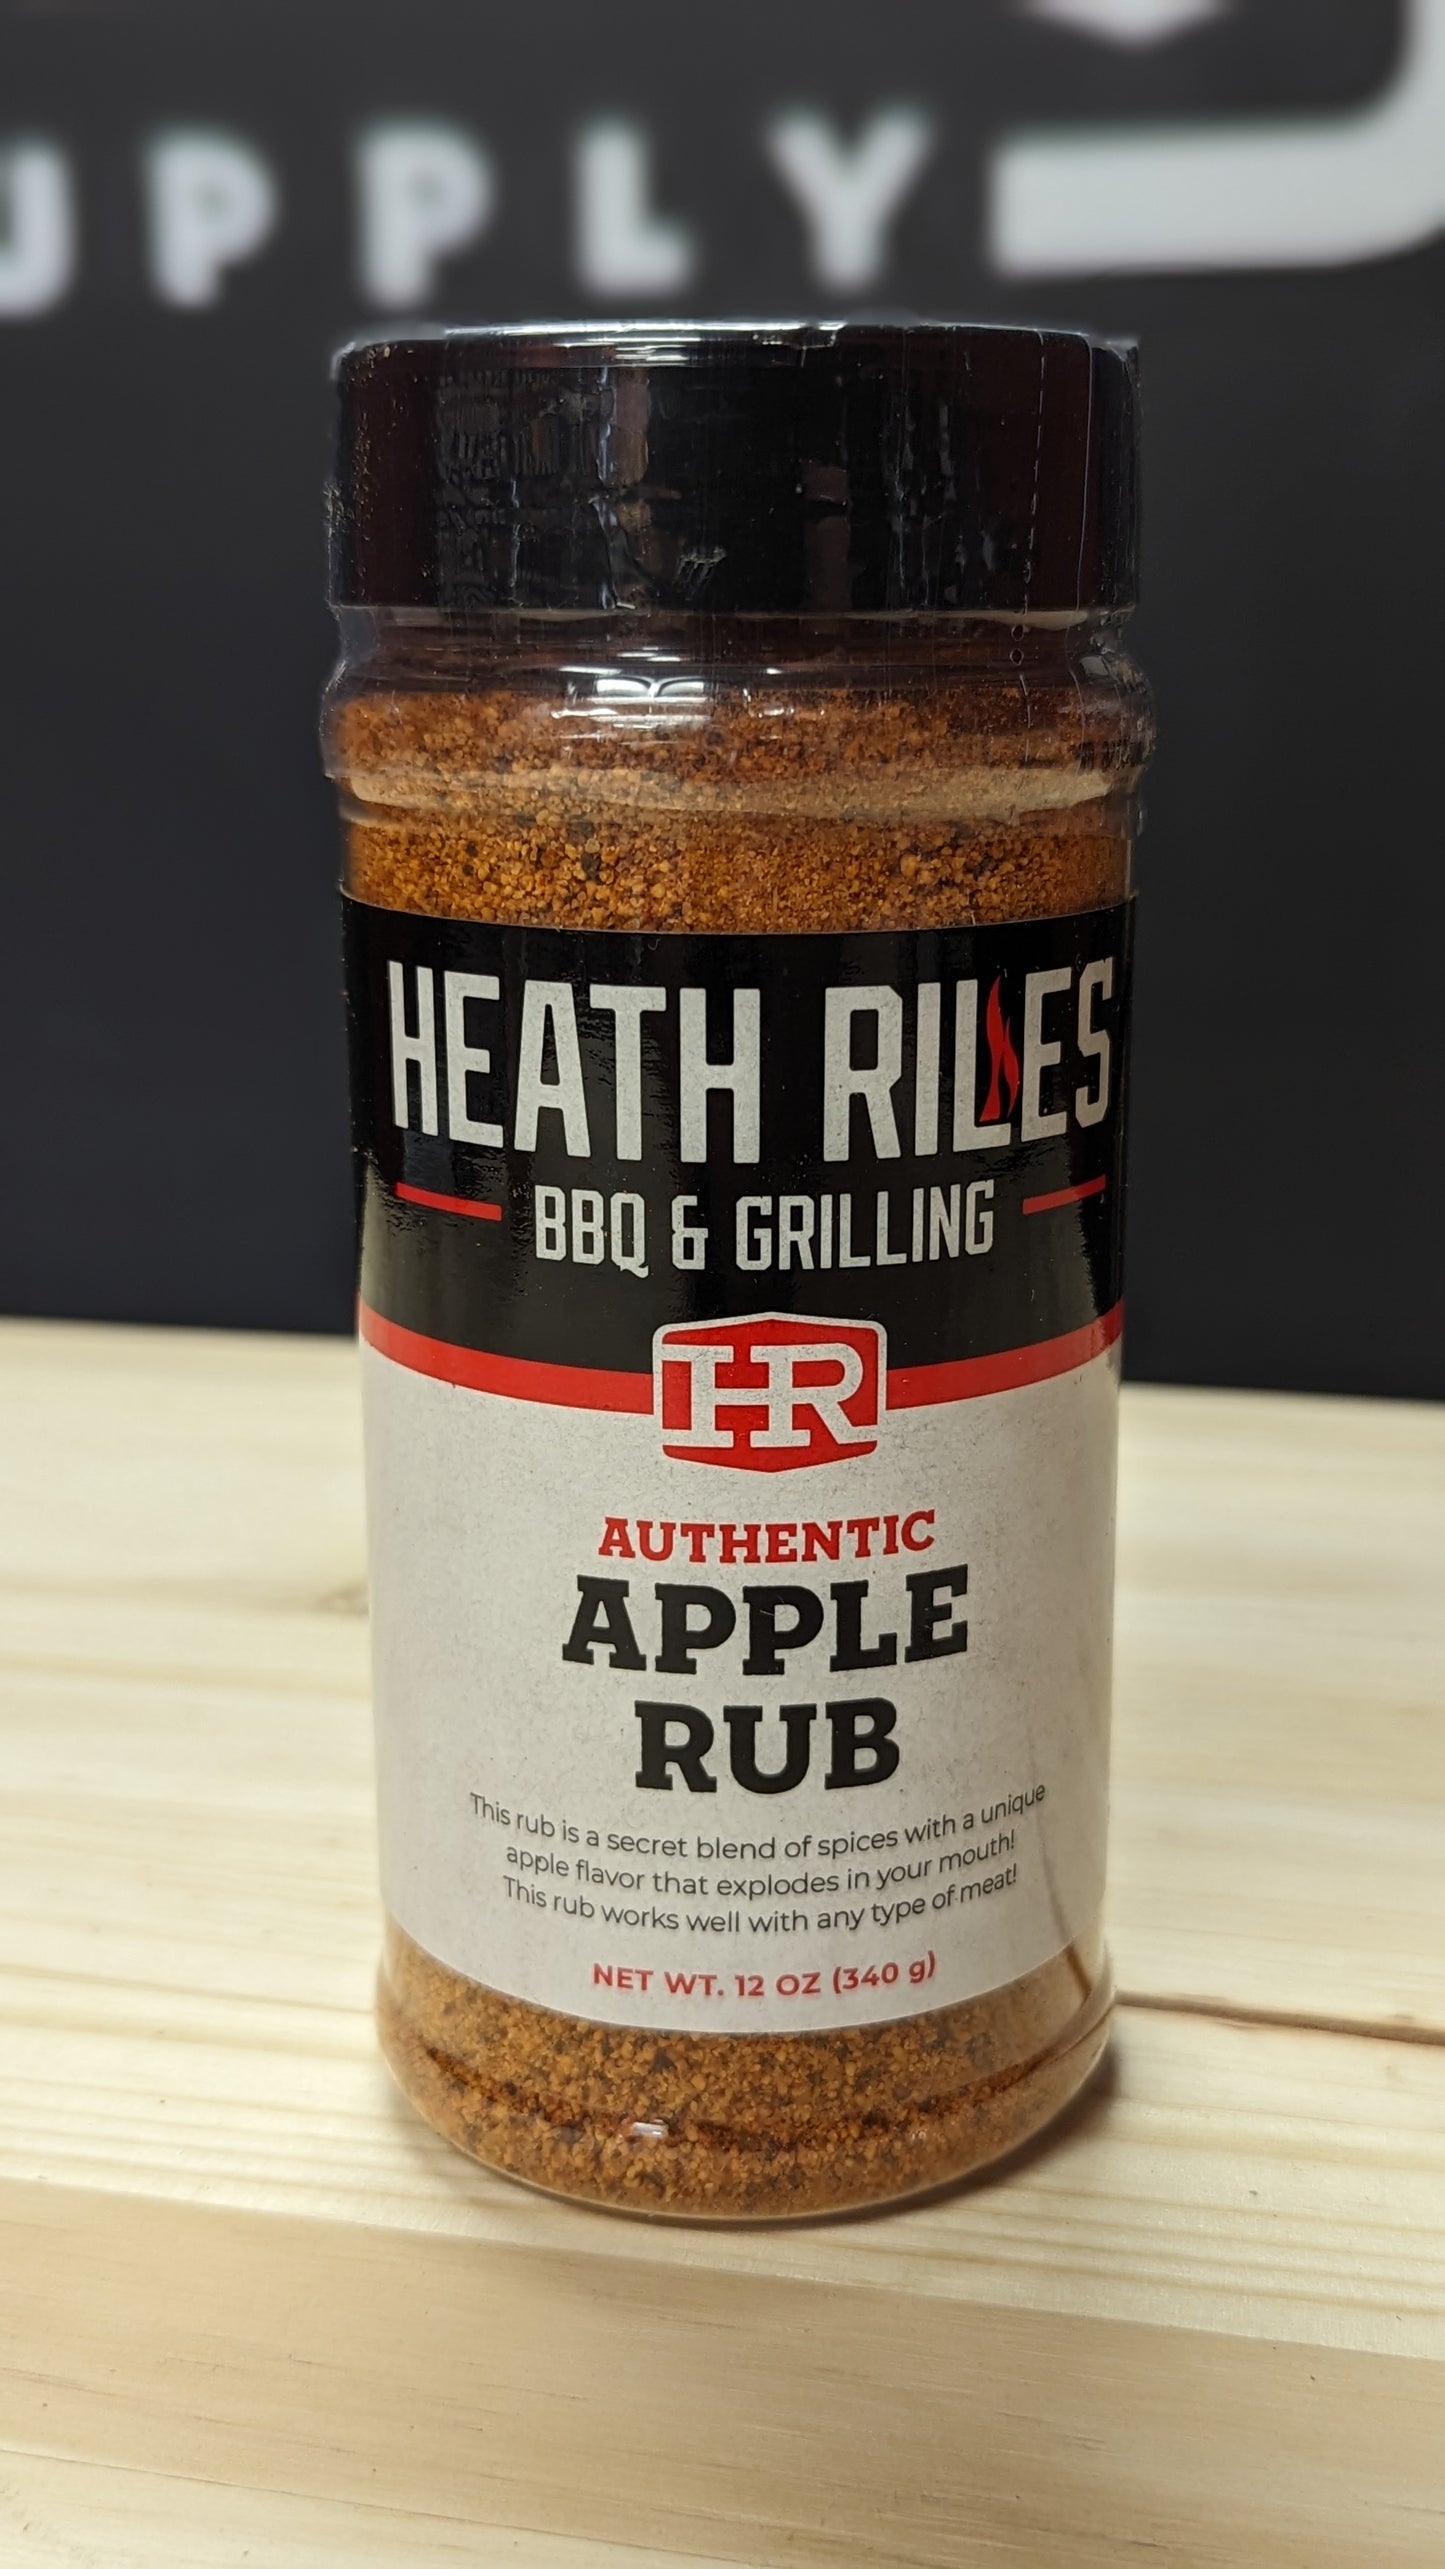 UPPLY
HEATH RILES
BBQ & GRILLING
HR
AUTHENTIC
APPLE
RUB
This rub is a secret blend of spices with a unique
apple flavor that explodes in your mouth!
This rub works well with any type of meat!
NET WT. 12 OZ (340 g)